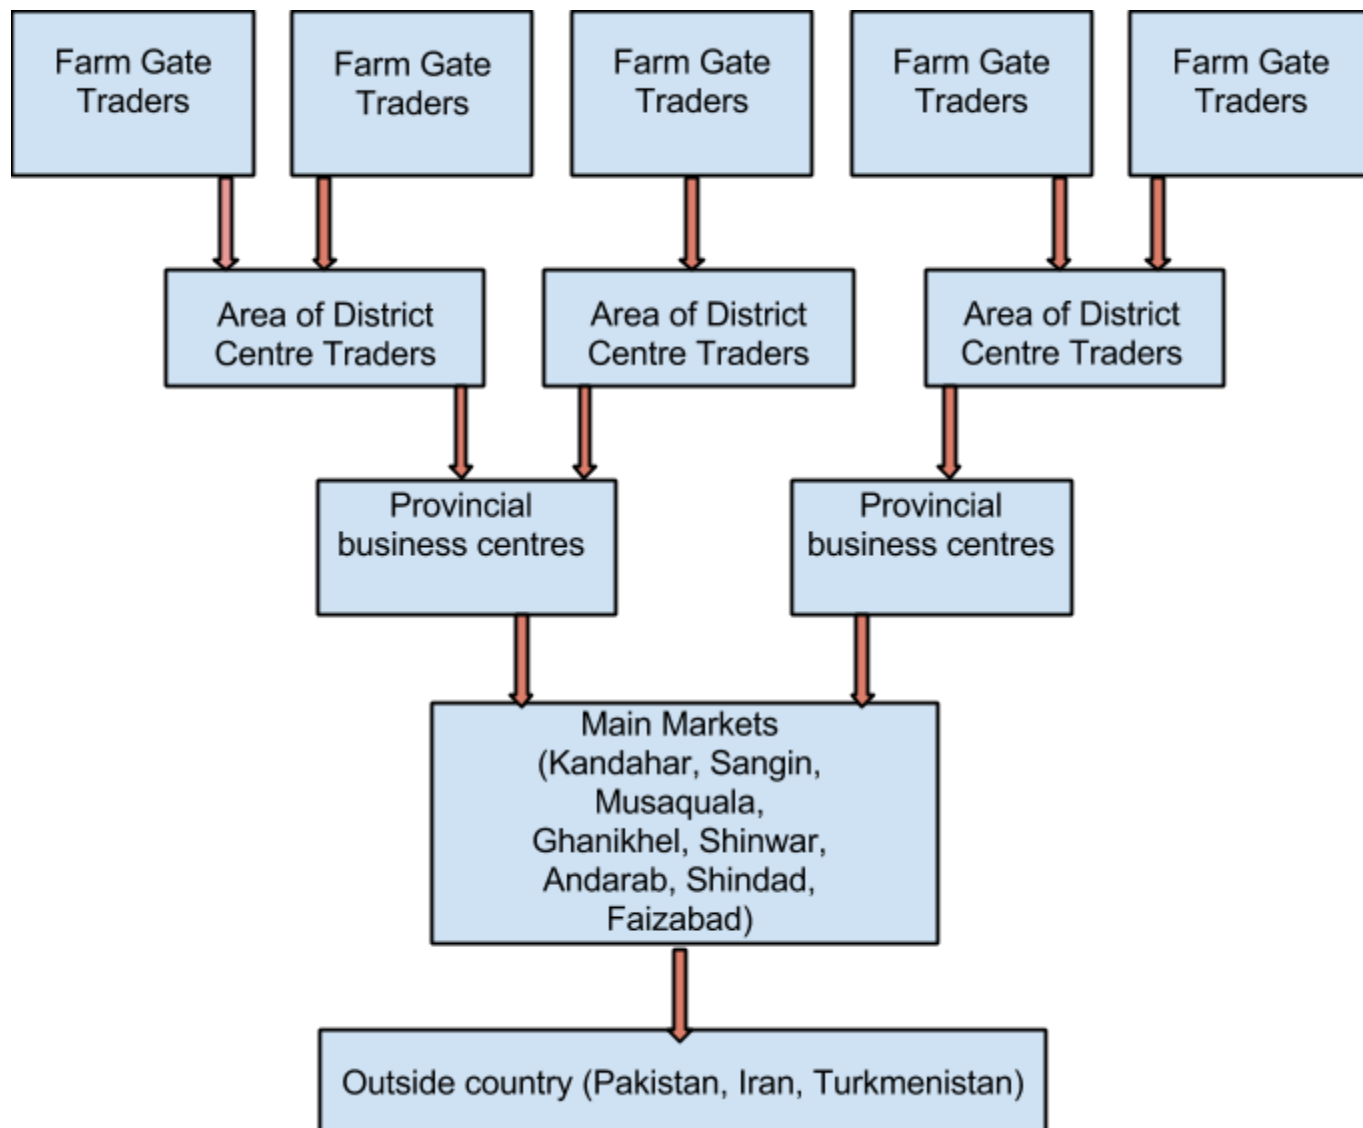 Farm Gate
Traders
Farm Gate
Traders
Farm Gate
Traders
Farm Gate
Traders
Farm Gate
Traders
Area of District
Centre Traders
Area of District
Centre Traders
Area of District
Centre Traders
Provincial
business centres
Provincial
business centres
Main Markets
(Kandahar, Sangin,
Musaquala,
Ghanikhel, Shinwar,
Andarab, Shindad,
Faizabad)
Outside country (Pakistan, Iran, Turkmenistan)